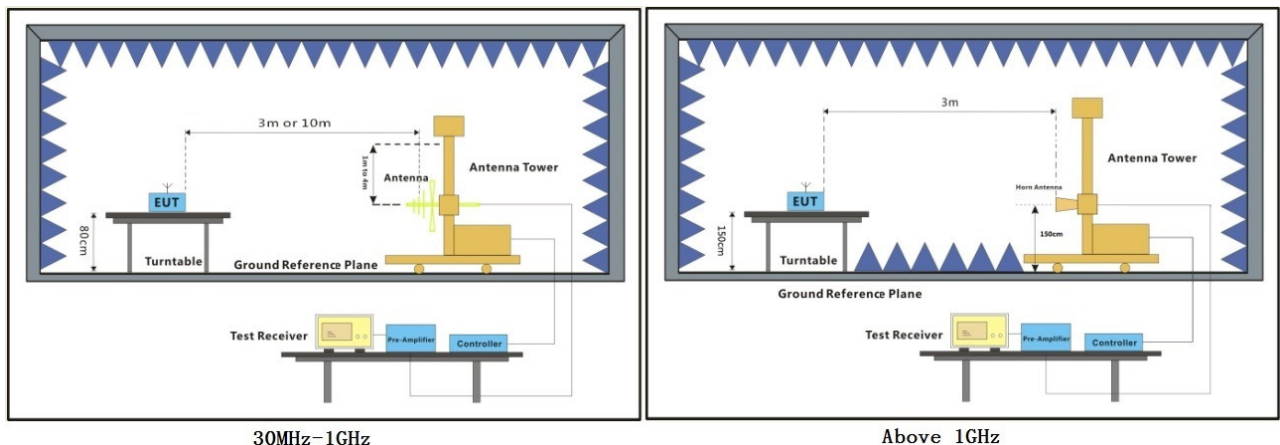 3m or 10m
1m to 4m
Antenna
Antenna Tower
EUT
80cm
Turntable
Ground Reference Plane
Test Receiver
Pre-Amplifier
Controller
30MHz-1GHz
3m
Antenna Tower
Horn Antenna
EUT
150cm
150cm
Turntable
Ground Reference Plane
Test Receiver
Pre-Amplifier
Controller
Above 1GHz